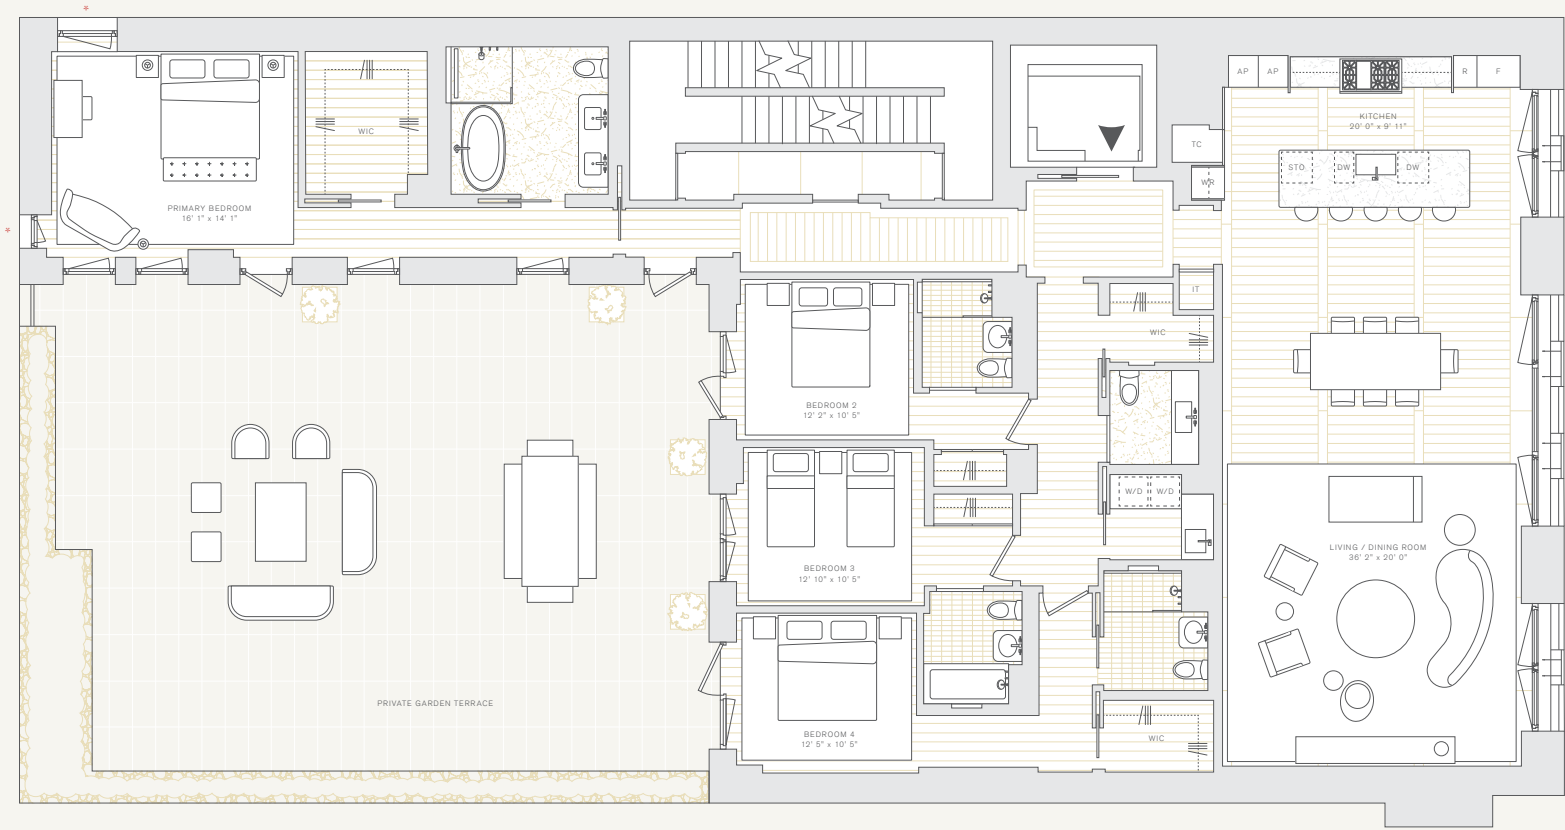 *
AP
AP
R
F
KITCHEN
20' 0" x 9' 11"
WIC
TC
STO
DW
DW
WR
PRIMARY BEDROOM
16' 1" x 14' 1"
*
IT
WIC
BEDROOM 2
12' 2" x 10' 5"
W/D
W/D
LIVING / DINING ROOM
36' 2" x 20' 0"
BEDROOM 3
12' 10" x 10' 5"
PRIVATE GARDEN TERRACE
BEDROOM 4
12' 5" x 10' 5"
WIC